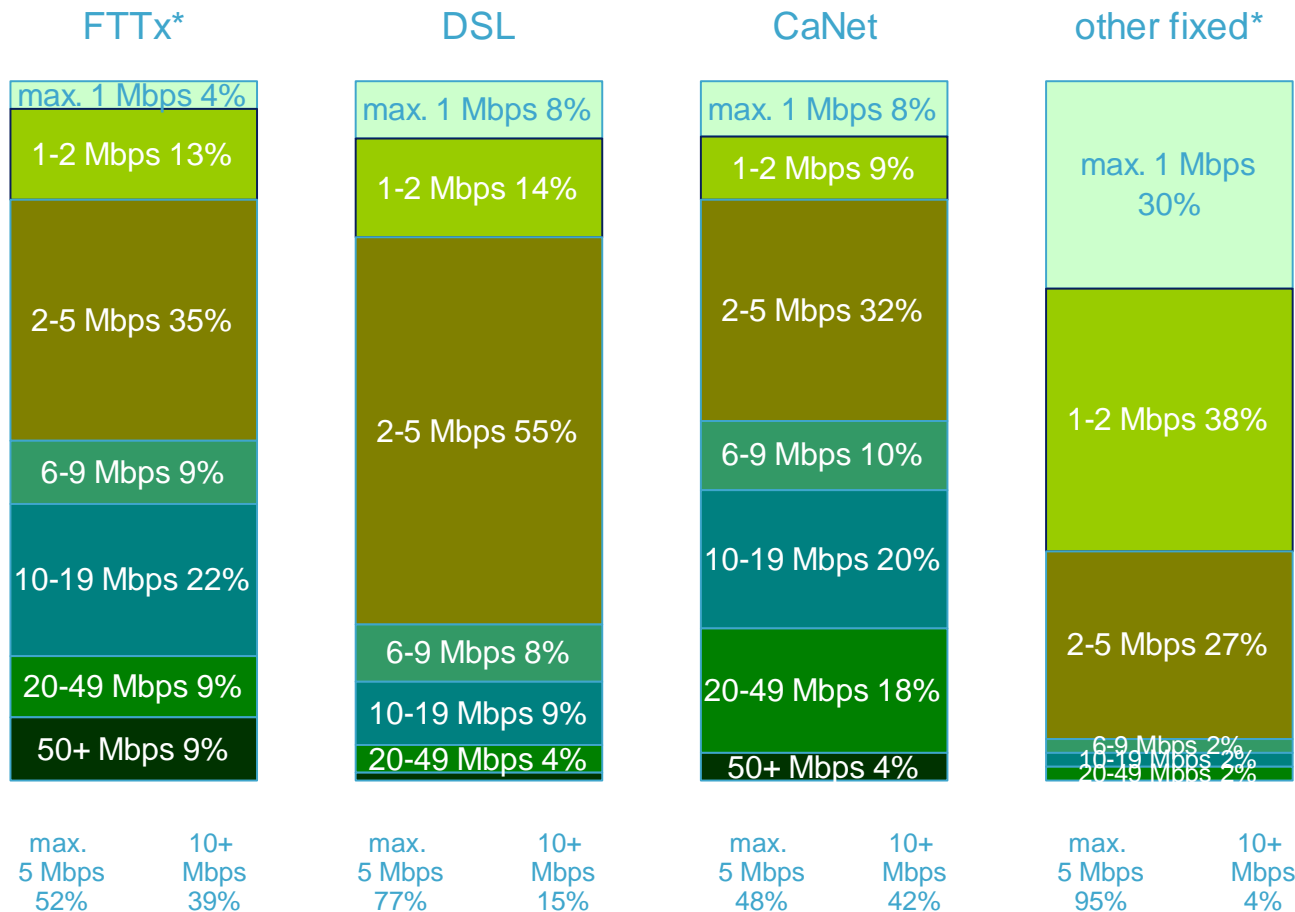 FTTx*
max. 1 Mbps 4%
1-2 Mbps 13%
2-5 Mbps 35%
6-9 Mbps 9%
10-19 Mbps 22%
20-49 Mbps 9%
50+ Mbps 9%
max.
5 Mbps
52%
10+
Mbps
39%
DSL
max. 1 Mbps 8%
1-2 Mbps 14%
2-5 Mbps 55%
6-9 Mbps 8%
10-19 Mbps 9%
20-49 Mbps 4%
max.
5 Mbps
77%
10+
Mbps
15%
CaNet
max. 1 Mbps 8%
1-2 Mbps 9%
2-5 Mbps 32%
6-9 Mbps 10%
10-19 Mbps 20%
20-49 Mbps 18%
50+ Mbps 4%
max.
5 Mbps
48%
10+
Mbps
42%
other fixed*
max. 1 Mbps
30%
1-2 Mbps 38%
2-5 Mbps 27%
6-9 Mbps 2%
10-19 Mbps 2%
20-49 Mbps 2%
max.
5 Mbps
95%
10+
Mbps
4%